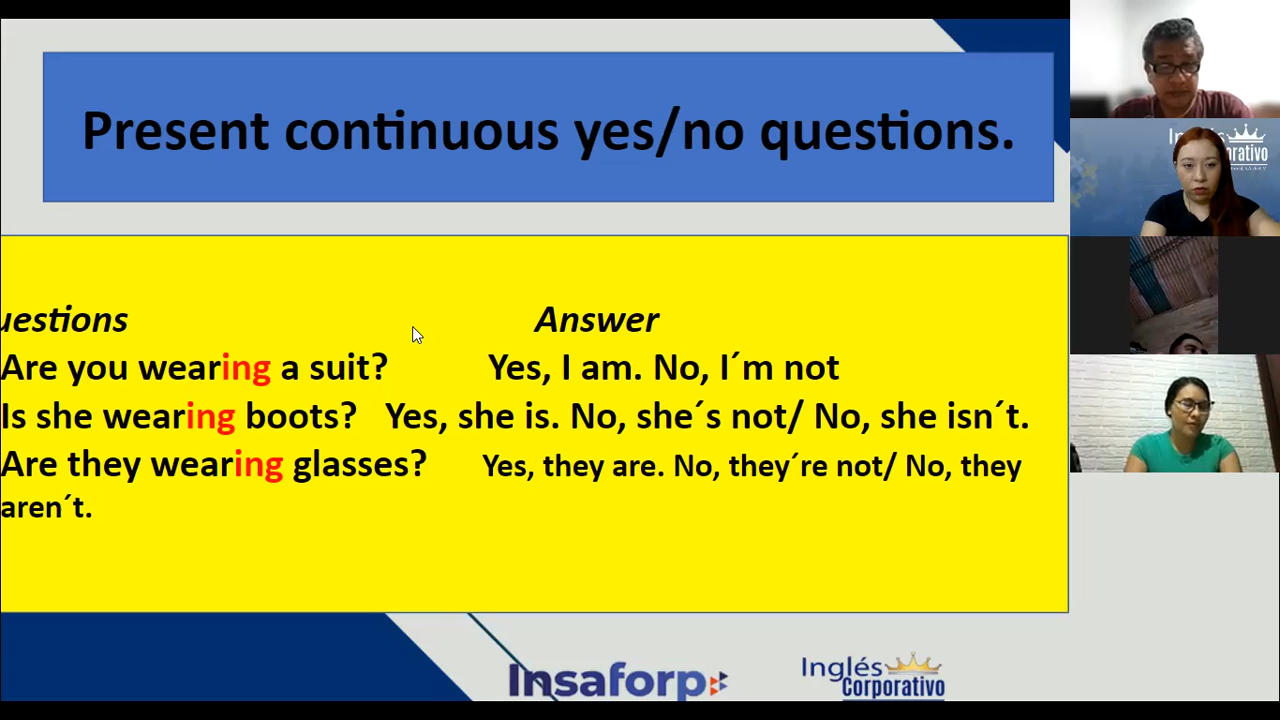 Present continuous yes/no questions.
uestions Answer
Are you wearing a suit? Yes, I am. No, I´m not
Is she wearing boots? Yes, she is. No, she´s not/ No, she isn´t.
Are they wearing glasses? Yes, they are. No, they´re not/ No, they
aren´t.
Insaforp
Inglés
Corporativo